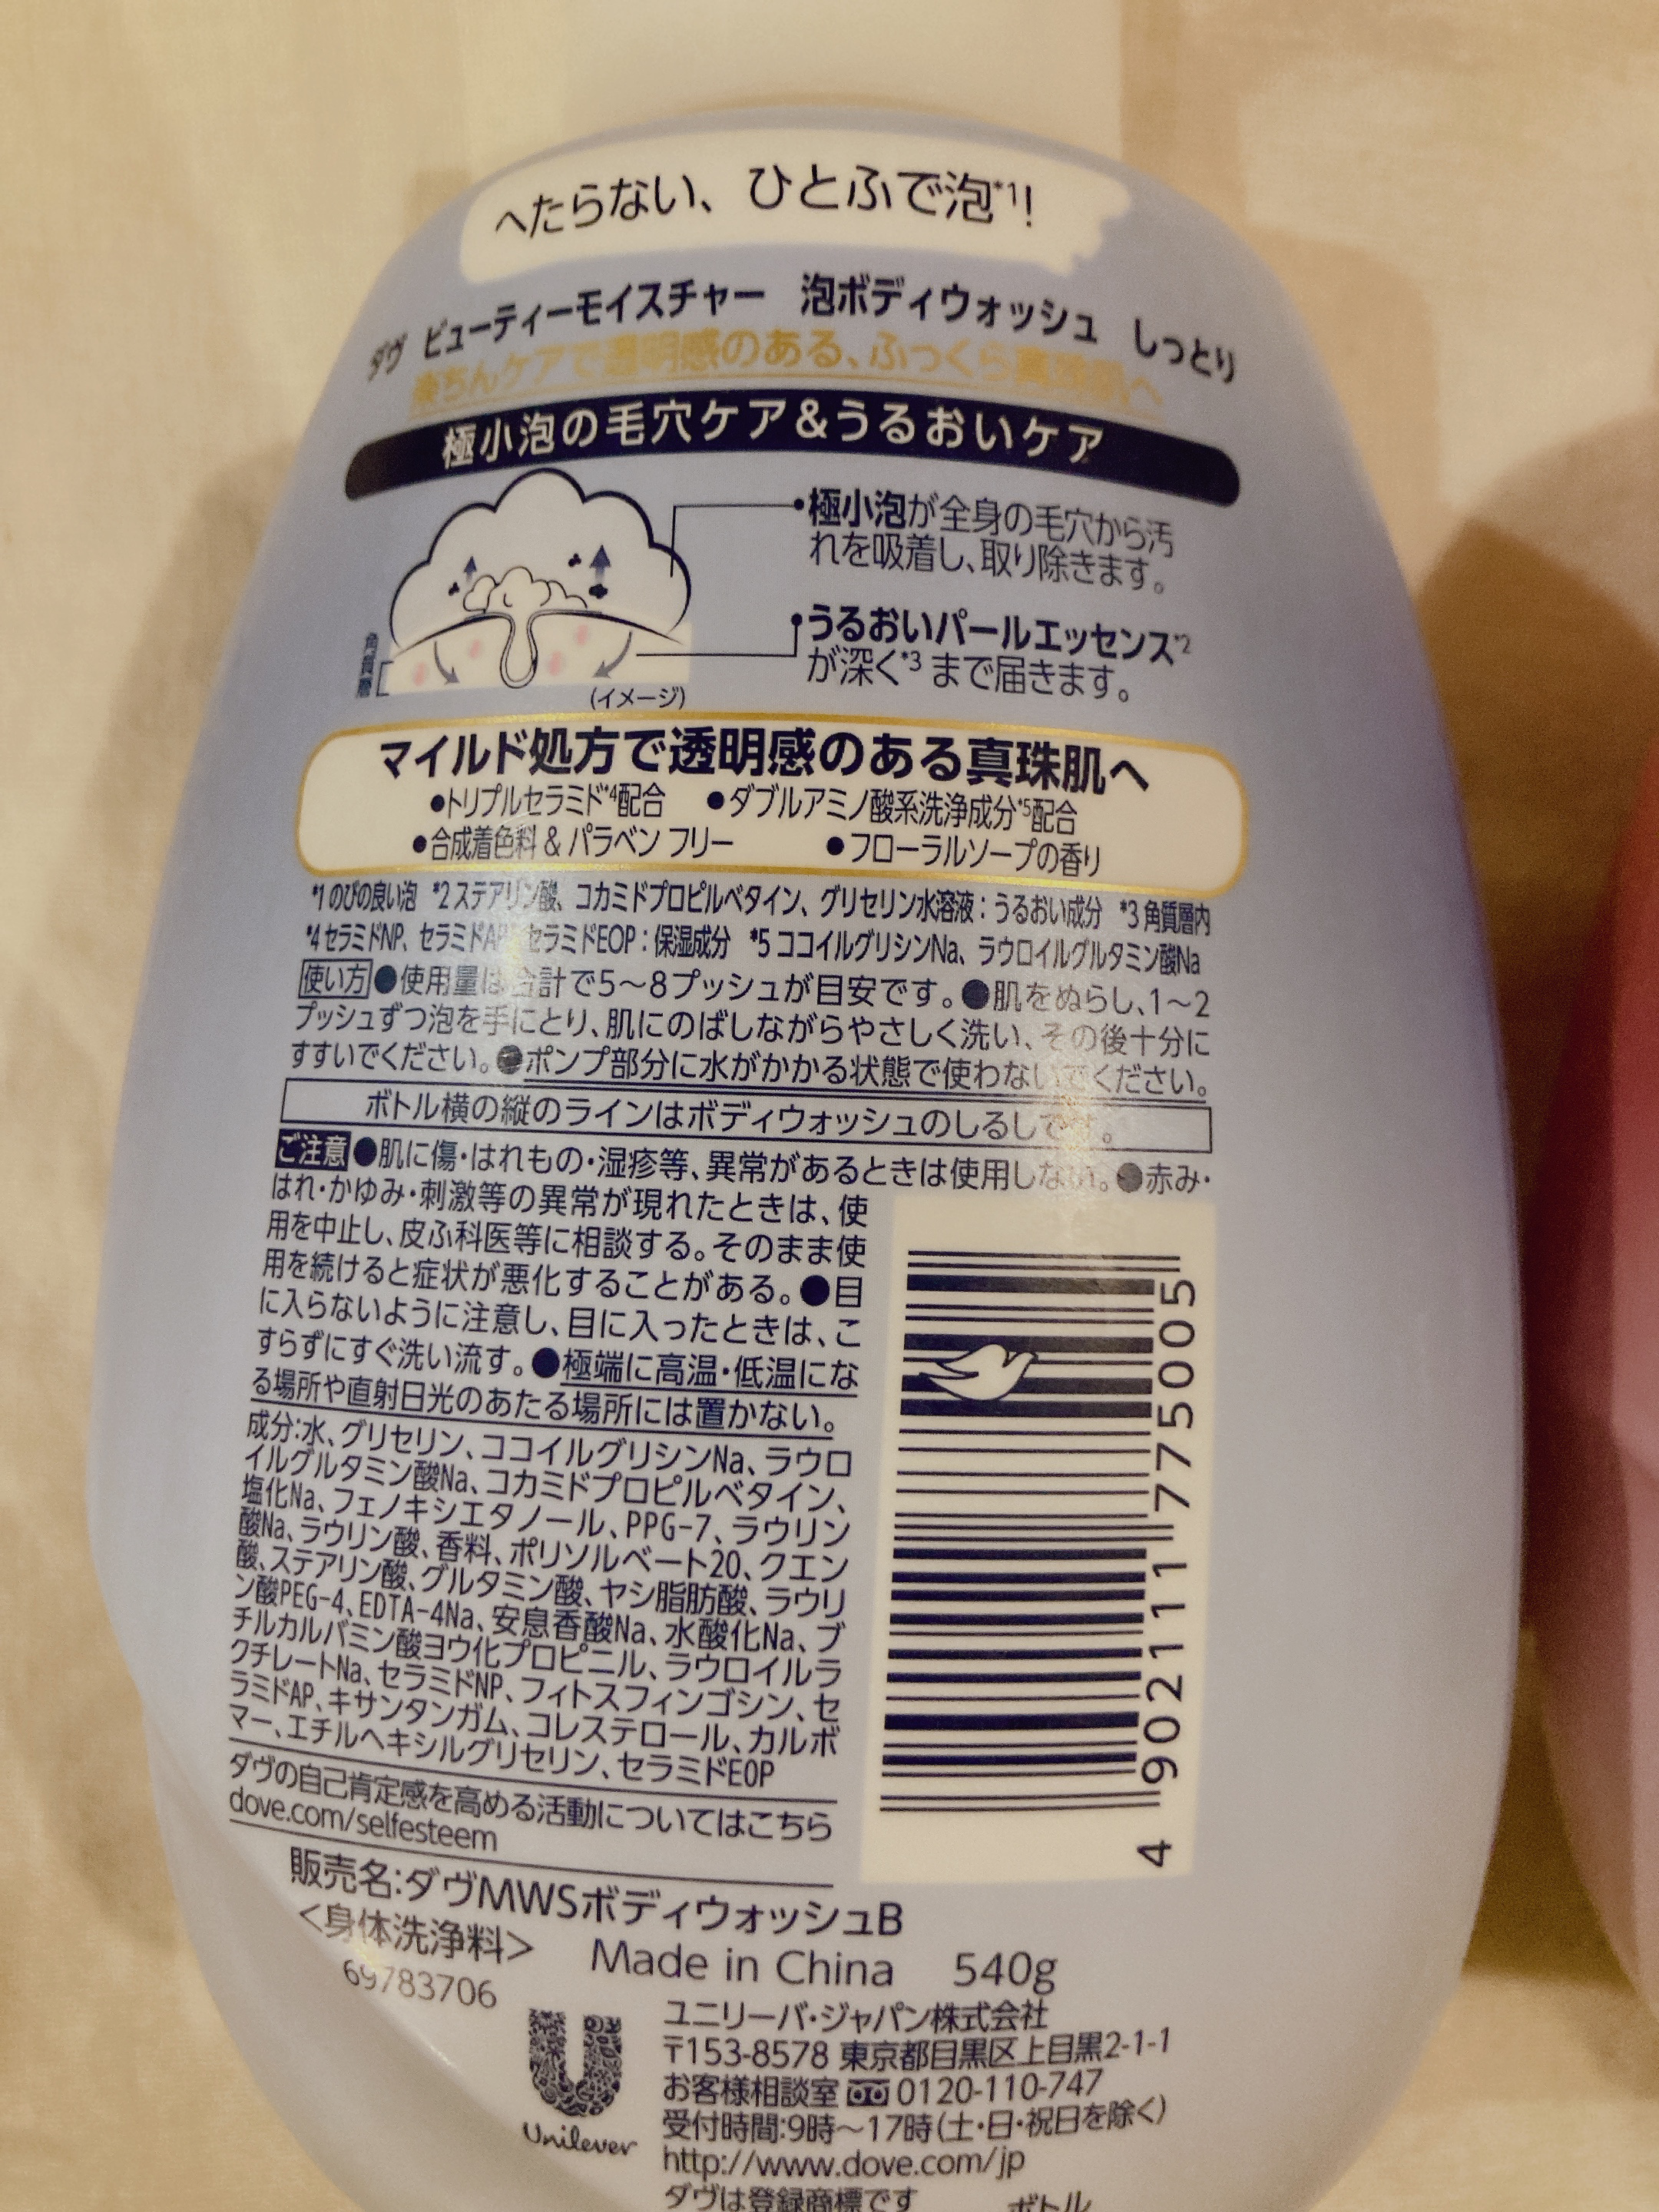 へたらない、ひとふで泡*1!
ダヴ ビューティーモイスチャー 泡ボディウォッシュ しっとり
楽ちんケアで透明感のある、ふっくら真珠肌へ
極小泡の毛穴ケア&うるおいケア
極小泡が全身の毛穴から汚
れを吸着し、取り除きます。
うるおいパールエッセンス*2
が深く*3 まで届きます。
角質層
(イメージ)
マイルド処方で透明感のある真珠肌へ
●トリプルセラミド*4配合 ●ダブルアミノ酸系洗浄成分*5配合
●合成着色料 & パラベン フリー ●フローラルソープの香り
*1 のびの良い泡 *2 ステアリン酸、コカミドプロピルベタイン、グリセリン水溶液:うるおい成分 *3 角質層内
*4 セラミドNP、セラミドAP、セラミドEOP:保湿成分 *5 ココイルグリシンNa、ラウロイルグルタミン酸Na
使い方 ●使用量は合計で5～8プッシュが目安です。●肌をぬらし、1～2
プッシュずつ泡を手にとり、肌にのばしながらやさしく洗い、その後十分に
すすいでください。●ポンプ部分に水がかかる状態で使わないでください。
ボトル横の縦のラインはボディウォッシュのしるしです。
ご注意 ●肌に傷・はれもの・湿疹等、異常があるときは使用しない。●赤み・
はれ・かゆみ・刺激等の異常が現れたときは、使
用を中止し、皮ふ科医等に相談する。そのまま使
用を続けると症状が悪化することがある。●目
に入らないように注意し、目に入ったときは、こ
すらずにすぐ洗い流す。●極端に高温・低温にな
る場所や直射日光のあたる場所には置かない。
成分:水、グリセリン、ココイルグリシンNa、ラウロ
イルグルタミン酸Na、コカミドプロピルベタイン、
塩化Na、フェノキシエタノール、PPG-7、ラウリン
酸Na、ラウリン酸、香料、ポリソルベート20、クエン
酸、ステアリン酸、グルタミン酸、ヤシ脂肪酸、ラウリ
ン酸PEG-4、EDTA-4Na、安息香酸Na、水酸化Na、ブ
チルカルバミン酸ヨウ化プロピニル、ラウロイルラ
クチレートNa、セラミドNP、フィトスフィンゴシン、セ
ラミドAP、キサンタンガム、コレステロール、カルボ
マー、エチルヘキシルグリセリン、セラミドEOP
4 902111 775005
ダヴの自己肯定感を高める活動についてはこちら
dove.com/selfesteem
販売名:ダヴMWSボディウォッシュB
<身体洗浄料>
Made in China 540g
69783706
Unilever
ユニリーバ・ジャパン株式会社
〒153-8578 東京都目黒区上目黒2-1-1
お客様相談室 0120-110-747
受付時間:9時～17時(土・日・祝日を除く)
http://www.dove.com/jp
ダヴは登録商標です
ボトル